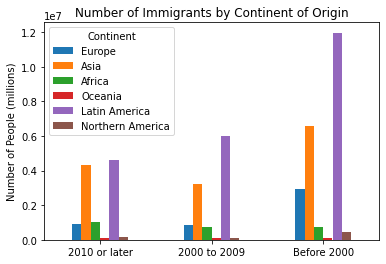 Number of Immigrants by Continent of Origin
1e7
Number of People (millions)
1.2
1.0
0.8
0.6
0.4
0.2
0.0
Continent
Europe
Asia
Africa
Oceania
Latin America
Northern America
2010 or later
2000 to 2009
Before 2000